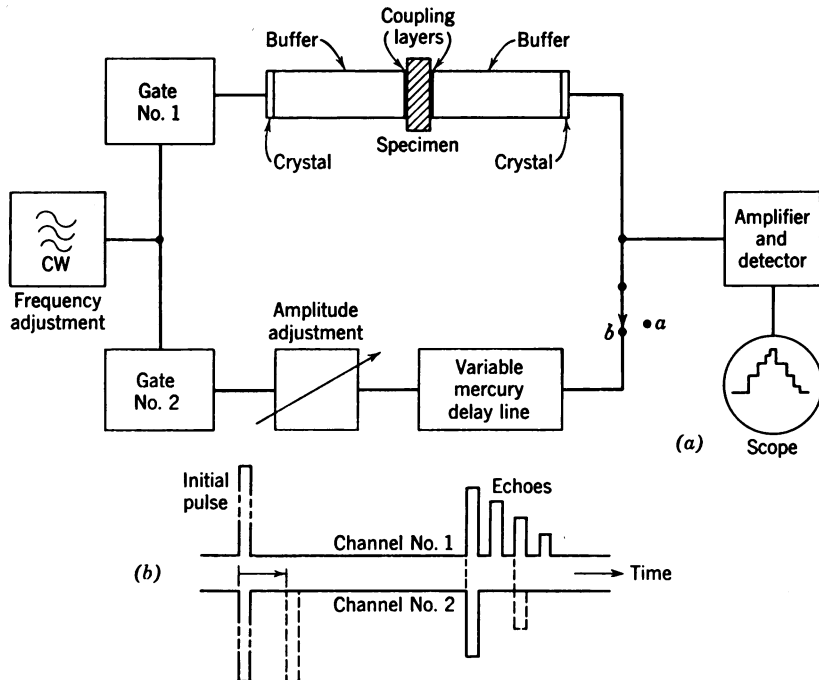 Coupling
layers
Buffer
Buffer
Gate
No. 1
Specimen
Crystal
Crystal
CW
Frequency
adjustment
Amplifier
and
detector
Amplitude
adjustment
b
a
Gate
No. 2
Variable
mercury
delay line
(a)
Scope
Initial
pulse
Echoes
Channel No. 1
(b)
Time
Channel No. 2